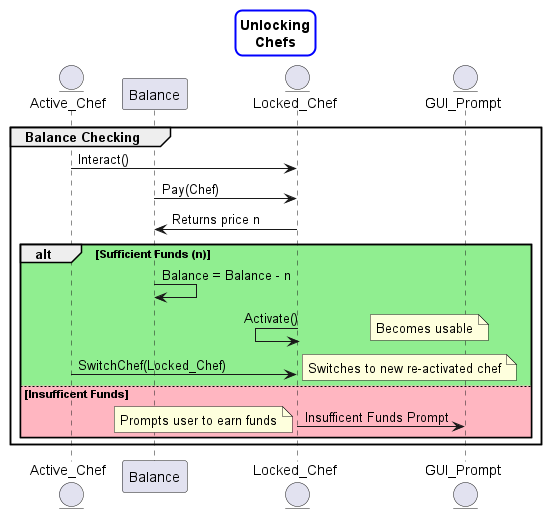 Unlocking
Chefs
Active_Chef
Balance
Locked_Chef
GUI_Prompt
Balance Checking
Interact()
Pay(Chef)
Returns price n
alt
[Sufficient Funds (n)]
Balance = Balance - n
Activate()
Becomes usable
SwitchChef(Locked_Chef)
Switches to new re-activated chef
[Insufficient Funds]
Prompts user to earn funds
Insufficent Funds Prompt
Active_Chef
Balance
Locked_Chef
GUI_Prompt